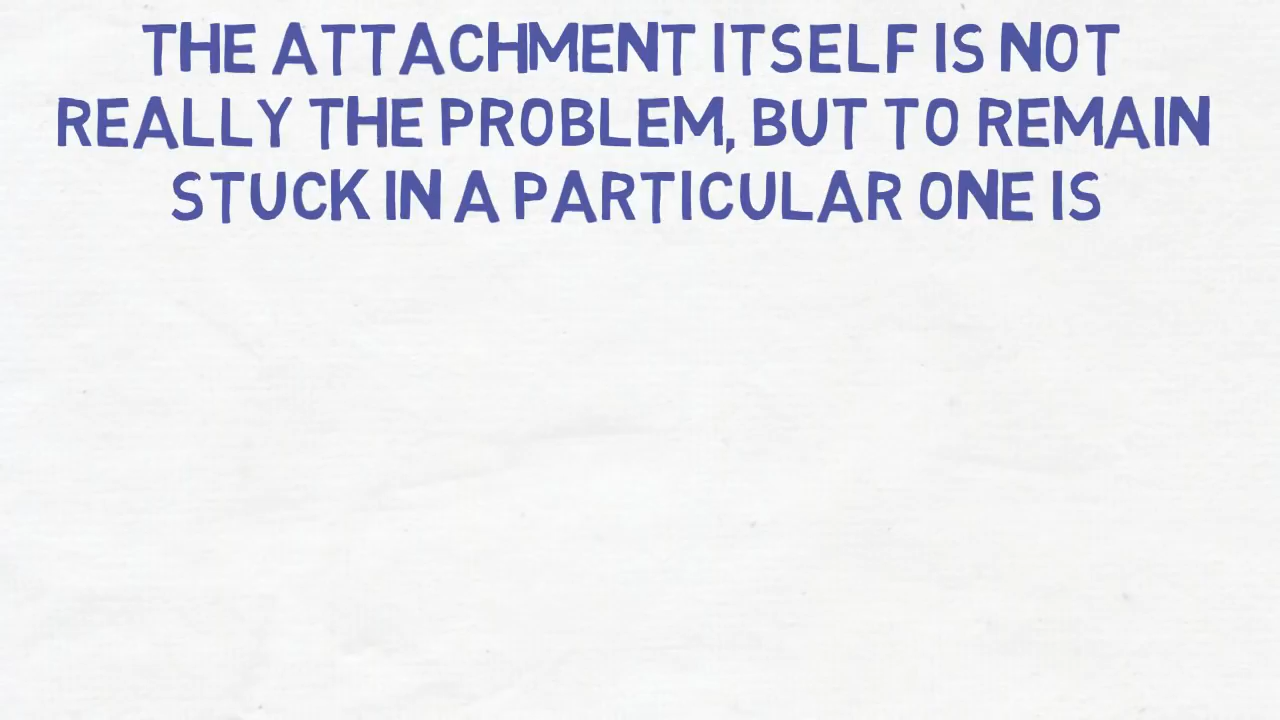 THE ATTACHMENT ITSELF IS NOT
REALLY THE PROBLEM, BUT TO REMAIN
STUCK IN A PARTICULAR ONE IS